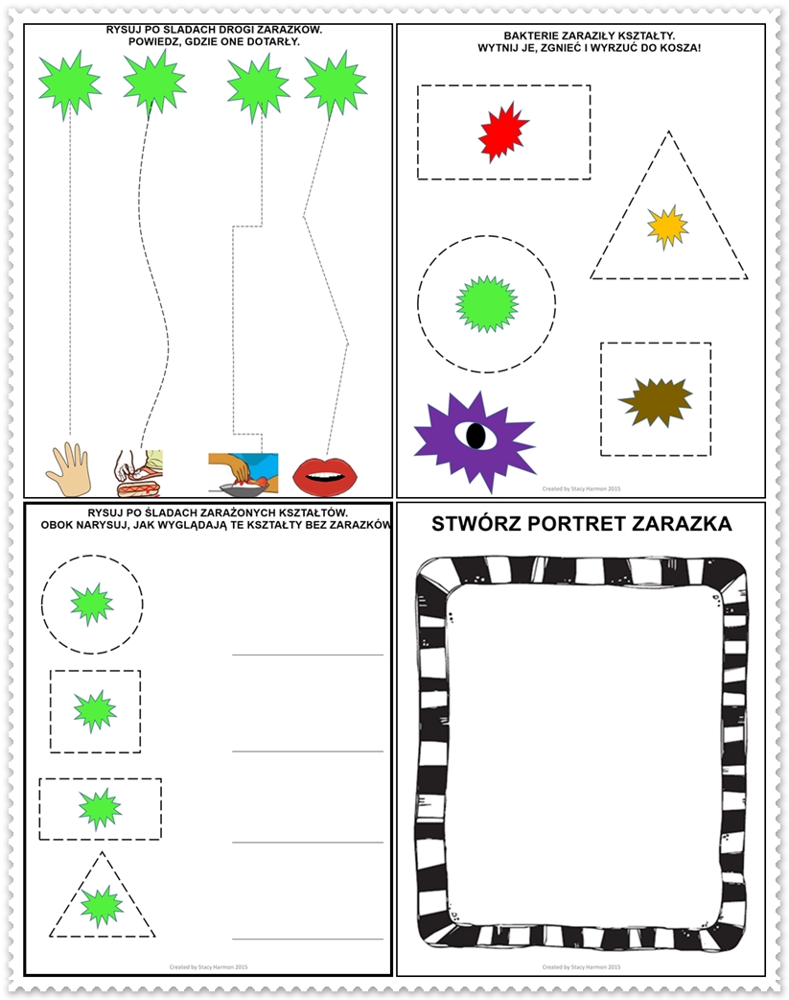 RYSUJ PO ŚLADACH DROGI ZARAZKÓW.
POWIEDZ, GDZIE ONE DOTARŁY.
BAKTERIE ZARAZIŁY KSZTAŁTY.
WYTNIJ JE, ZGNIEĆ I WYRZUĆ DO KOSZA!
Created by Stacy Harmon 2015
RYSUJ PO ŚLADACH ZARAŻONYCH KSZTAŁTÓW.
OBOK NARYSUJ, JAK WYGLĄDAJĄ TE KSZTAŁTY BEZ ZARAZKÓW
Created by Stacy Harmon 2015
STWÓRZ PORTRET ZARAZKA
Created by Stacy Harmon 2015